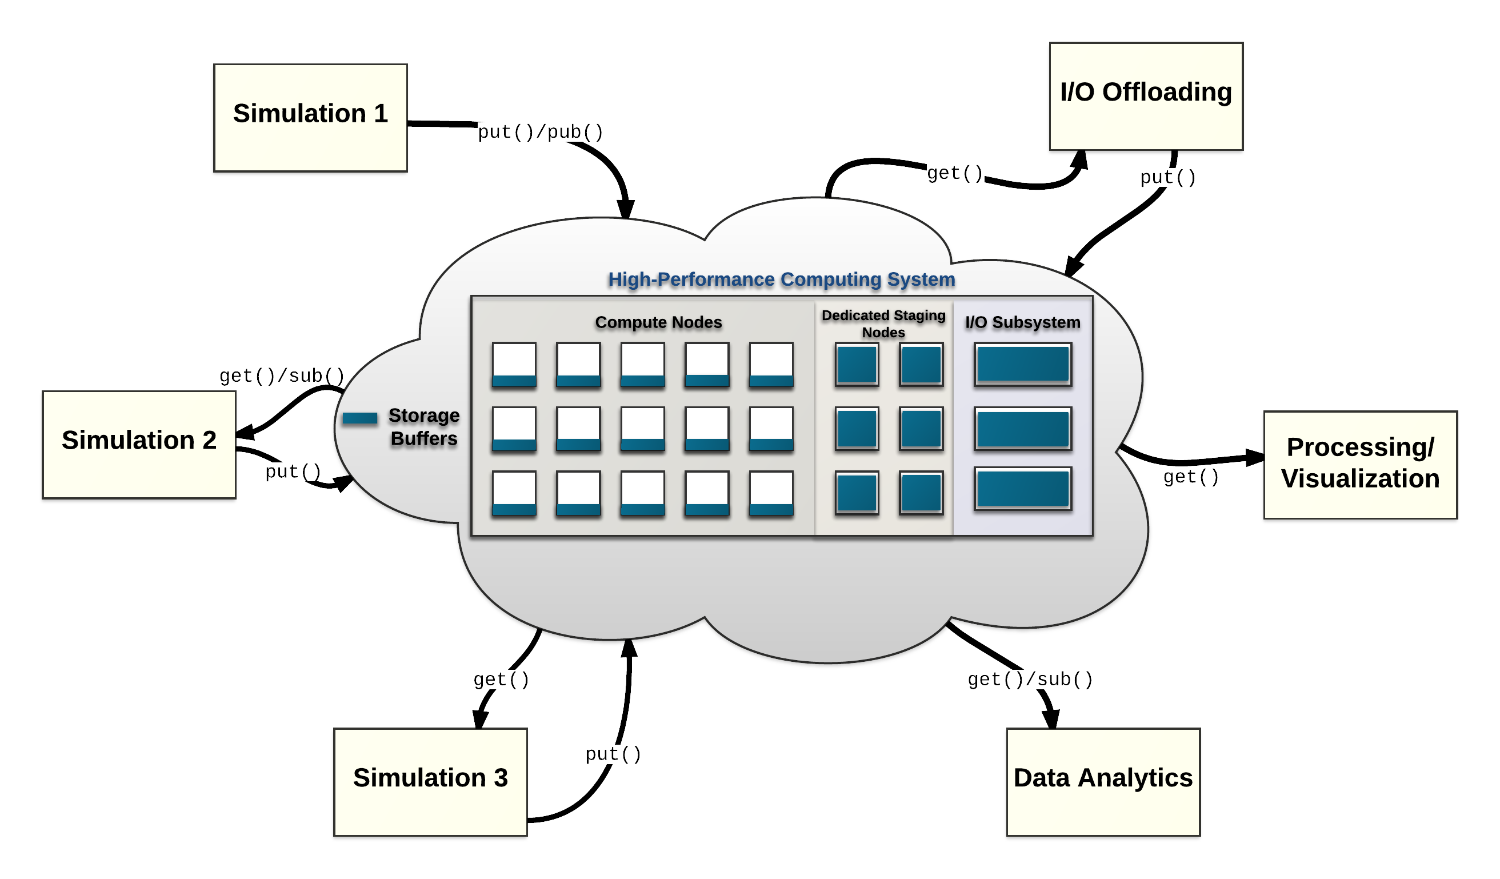 Simulation 1
put()/pub()
I/O Offloading
get()
put()
High-Performance Computing System
Compute Nodes
Dedicated Staging
Nodes
I/O Subsystem
get()/sub()
Simulation 2
put()
Storage
Buffers
Processing/
Visualization
get()
get()
put()
Simulation 3
get()/sub()
Data Analytics